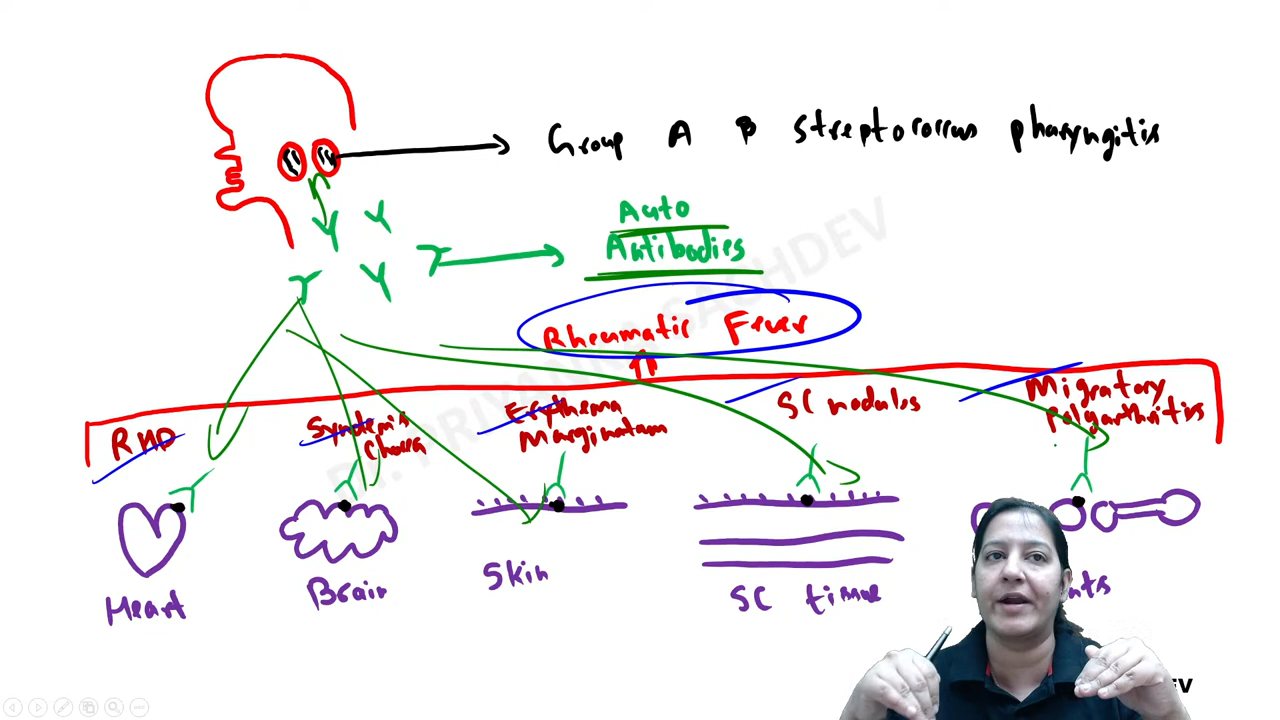 Group A β streptococcus pharyngitis
Auto
Antibodies
Rheumatic Fever
RHD
Chorea
Erythema
Marginatum
SC nodules
Migratory
polyarthritis
Heart
Brain
Skin
SC tissue